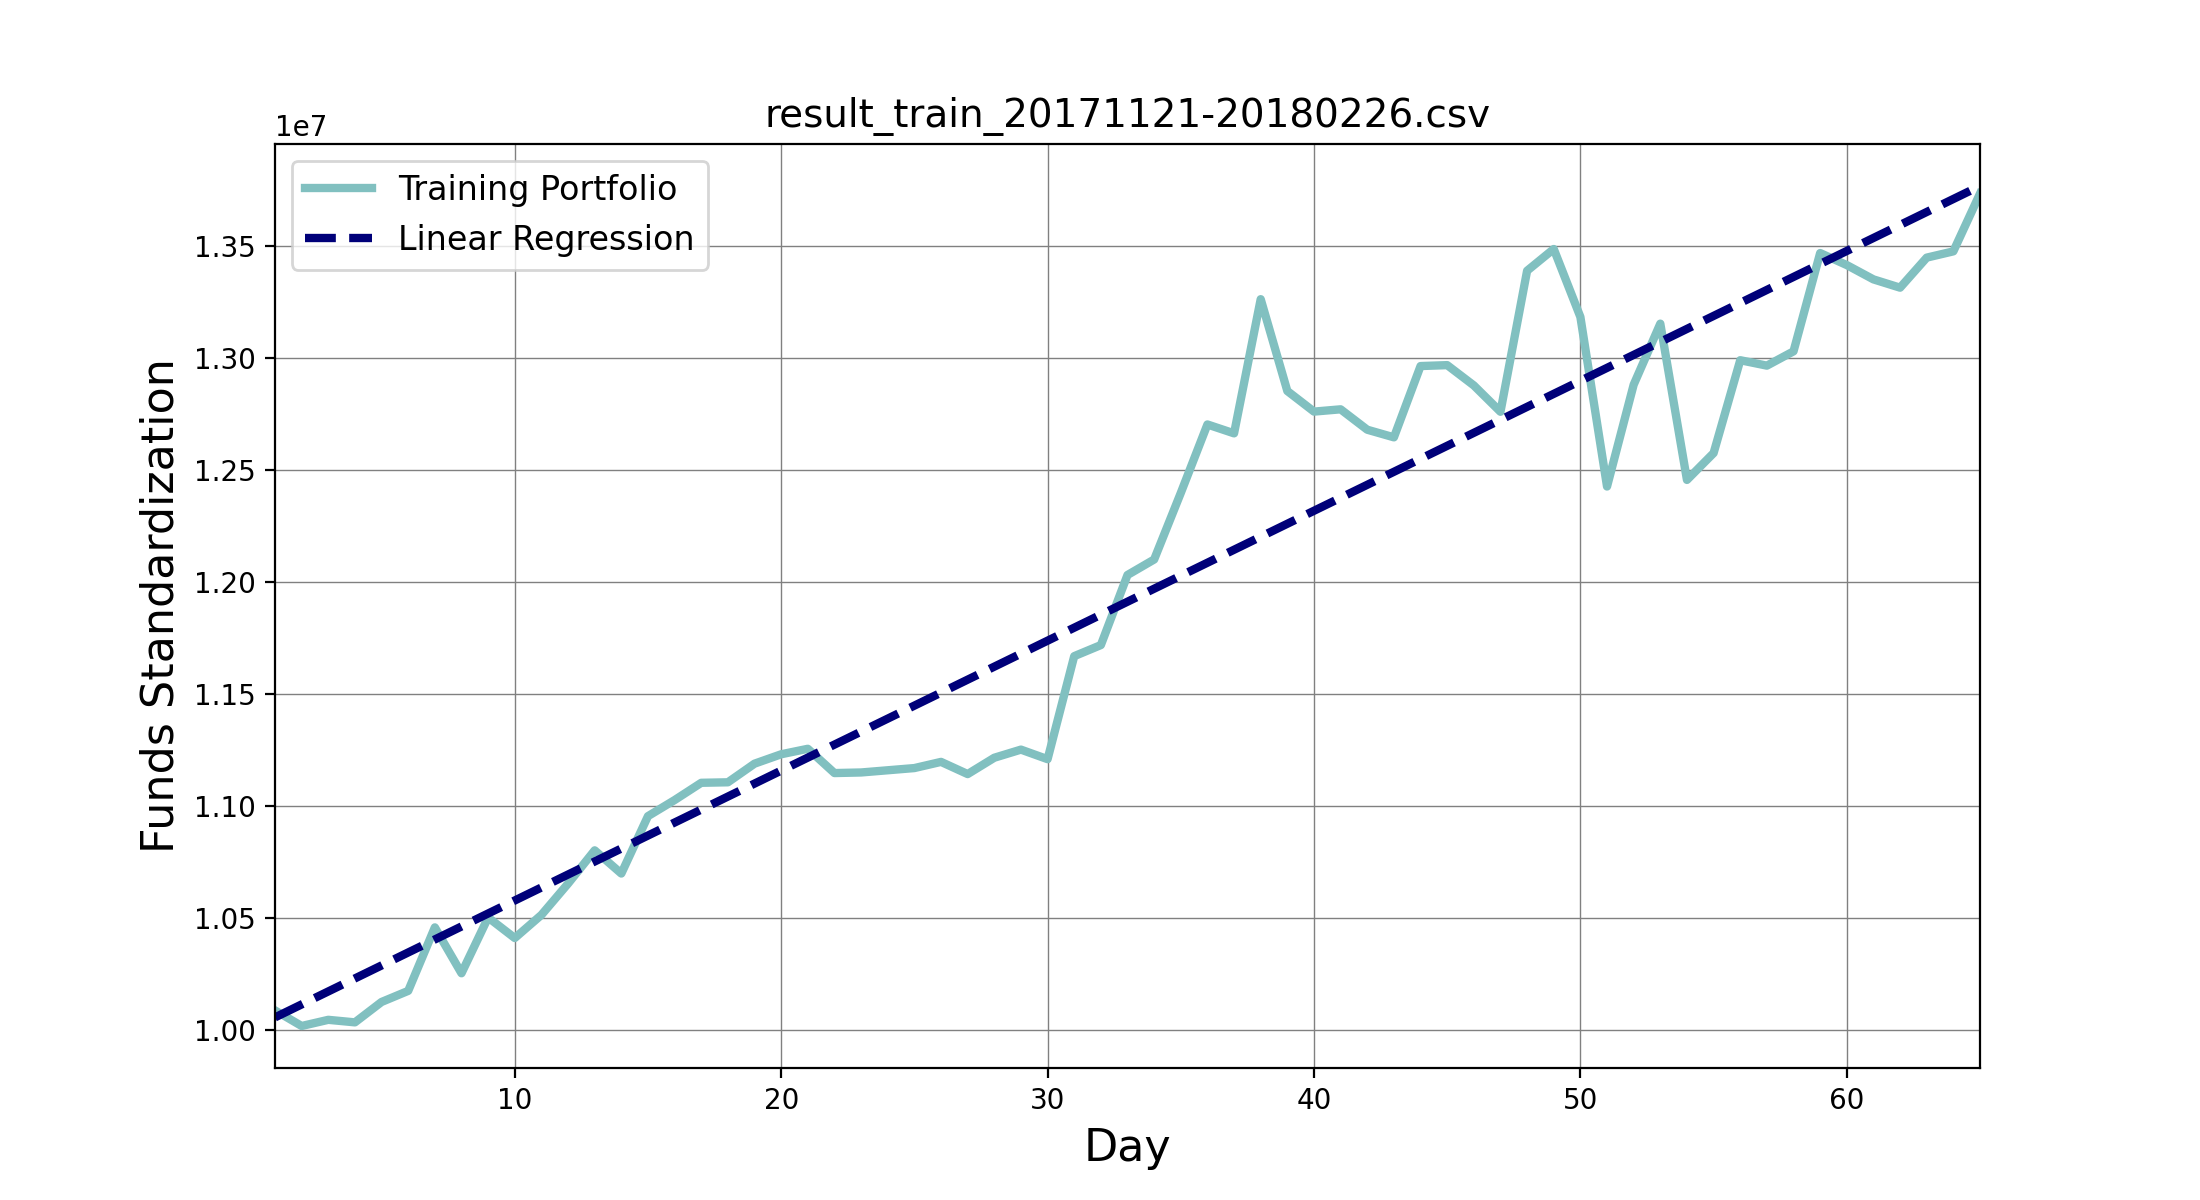 result_train_20171121-20180226.csv
1e7
Training Portfolio
Linear Regression
1.35
1.30
1.25
1.20
1.15
1.10
1.05
1.00
Funds Standardization
10 20 30 40 50 60
Day